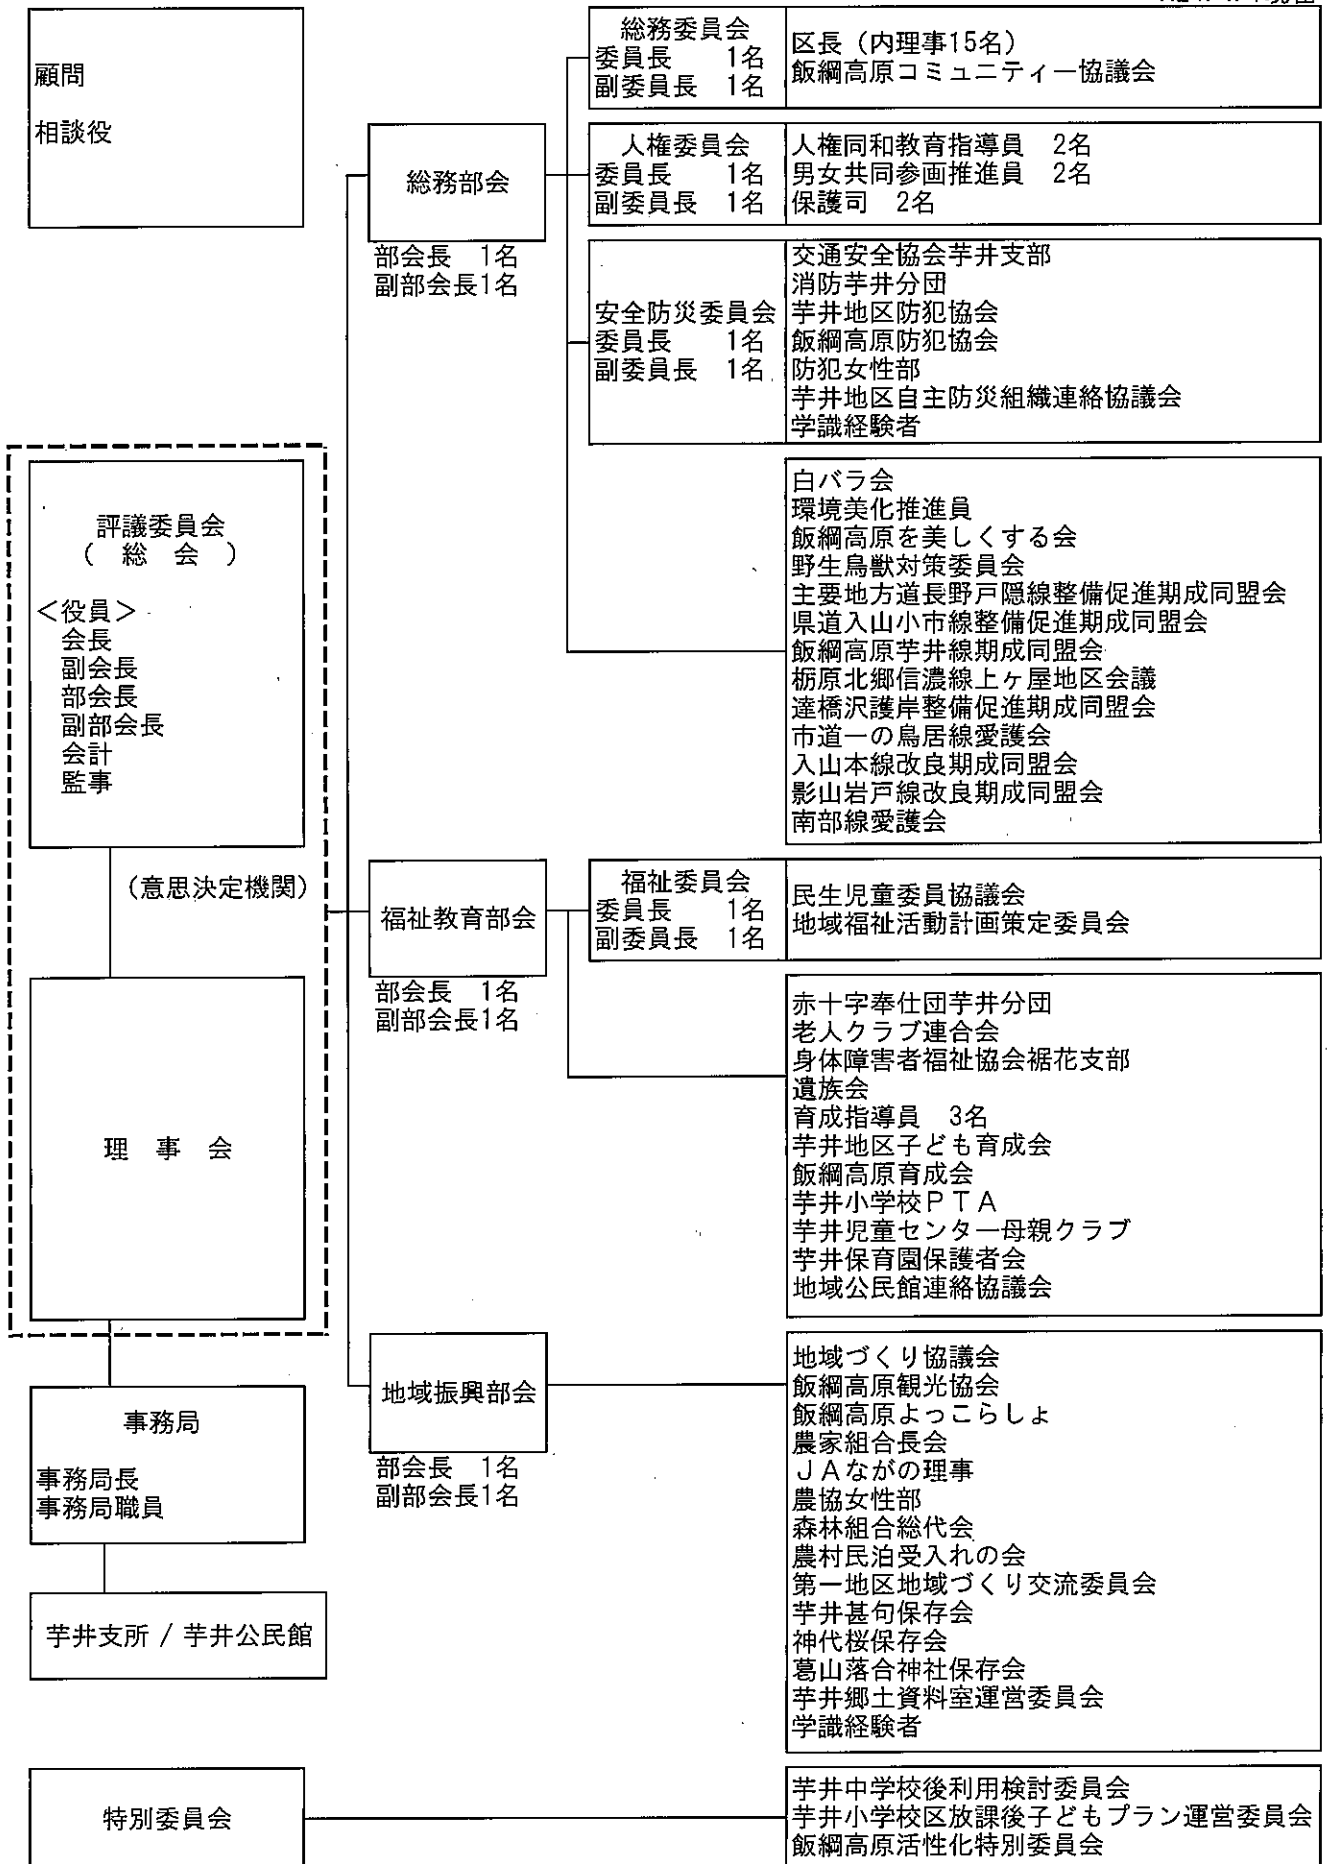 顧問
相談役
総務部会
部会長 1名
副部会長1名
総務委員会
委員長 1名
副委員長 1名
区長(内理事15名)
飯綱高原コミュニティー協議会
人権委員会
委員長 1名
副委員長 1名
人権同和教育指導員 2名
男女共同参画推進員 2名
保護司 2名
安全防災委員会
委員長 1名
副委員長 1名
交通安全協会芋井支部
消防芋井分団
芋井地区防犯協会
飯綱高原防犯協会
防犯女性部
芋井地区自主防災組織連絡協議会
学識経験者
白バラ会
環境美化推進員
飯綱高原を美しくする会
野生鳥獣対策委員会
主要地方道長野戸隠線整備促進期成同盟会
県道入山小市線整備促進期成同盟会
飯綱高原芋井線期成同盟会
栃原北郷信濃線上ヶ屋地区会議
達橋沢護岸整備促進期成同盟会
市道一の鳥居線愛護会
入山本線改良期成同盟会
影山岩戸線改良期成同盟会
南部線愛護会
評議委員会
( 総 会 )
<役員>
会長
副会長
部会長
副部会長
会計
監事
(意思決定機関)
理 事 会
福祉教育部会
部会長 1名
副部会長1名
福祉委員会
委員長 1名
副委員長 1名
民生児童委員協議会
地域福祉活動計画策定委員会
赤十字奉仕団芋井分団
老人クラブ連合会
身体障害者福祉協会裾花支部
遺族会
育成指導員 3名
芋井地区子ども育成会
飯綱高原育成会
芋井小学校PTA
芋井児童センター母親クラブ
芋井保育園保護者会
地域公民館連絡協議会
事務局
事務局長
事務局職員
芋井支所 / 芋井公民館
地域振興部会
部会長 1名
副部会長1名
地域づくり協議会
飯綱高原観光協会
飯綱高原よっこらしょ
農家組合長会
JAながの理事
農協女性部
森林組合総代会
農村民泊受入れの会
第一地区地域づくり交流委員会
芋井甚句保存会
神代桜保存会
葛山落合神社保存会
芋井郷土資料室運営委員会
学識経験者
特別委員会
芋井中学校後利用検討委員会
芋井小学校区放課後子どもプラン運営委員会
飯綱高原活性化特別委員会